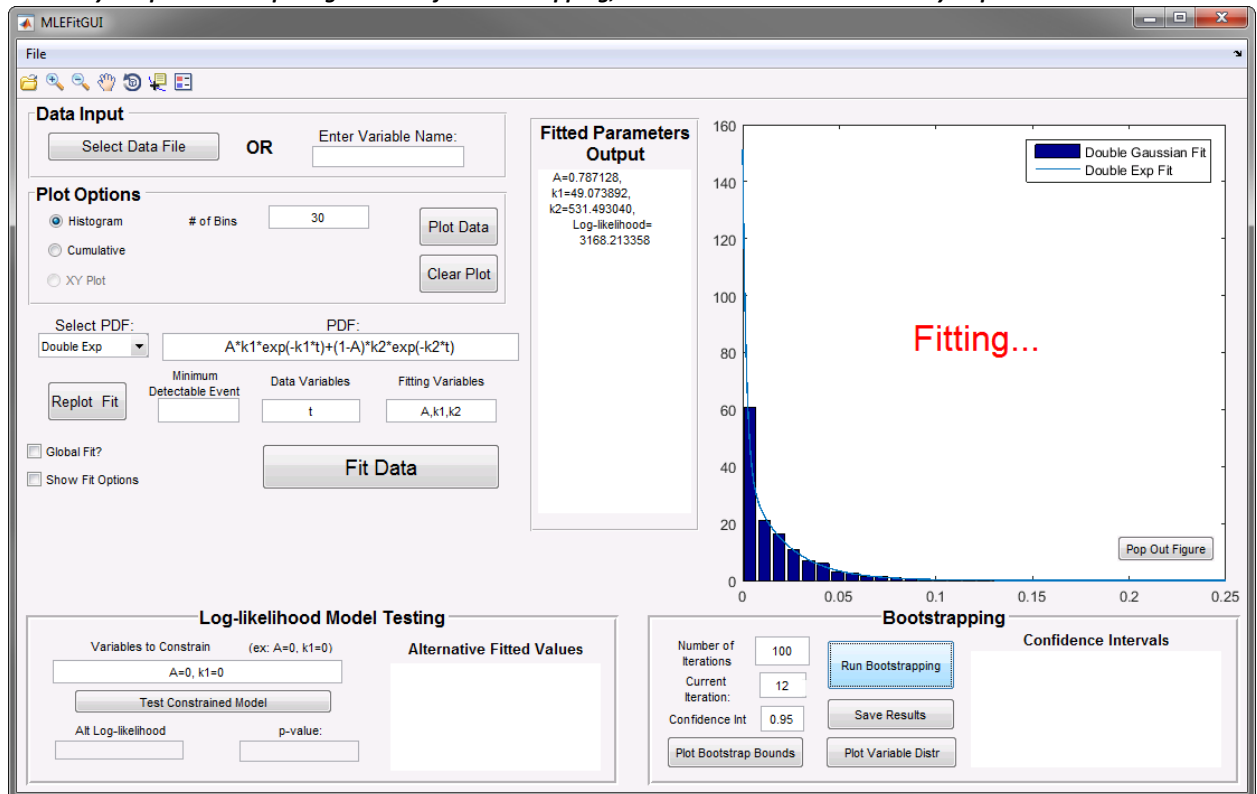 MLEFitGUI
File
Data Input
Select Data File
OR
Enter Variable Name:
Plot Options
Histogram
# of Bins
30
Plot Data
Cumulative
XY Plot
Clear Plot
Select PDF:
PDF:
Double Exp
A*k1*exp(-k1*t)+(1-A)*k2*exp(-k2*t)
Replot Fit
Minimum
Detectable Event
Data Variables
t
Fitting Variables
A,k1,k2
Global Fit?
Show Fit Options
Fit Data
Fitted Parameters
Output
A=0.787128,
k1=49.073892,
k2=531.493040,
Log-likelihood=
3168.213358
160
140
120
100
80
60
40
20
0
0 0.05 0.1 0.15 0.2 0.25
Double Gaussian Fit
Double Exp Fit
Fitting...
Pop Out Figure
Log-likelihood Model Testing
Variables to Constrain (ex: A=0, k1=0)
A=0, k1=0
Test Constrained Model
Alt Log-likelihood
p-value:
Alternative Fitted Values
Bootstrapping
Number of
Iterations
100
Current
Iteration:
12
Confidence Int
0.95
Plot Bootstrap Bounds
Run Bootstrapping
Save Results
Plot Variable Distr
Confidence Intervals